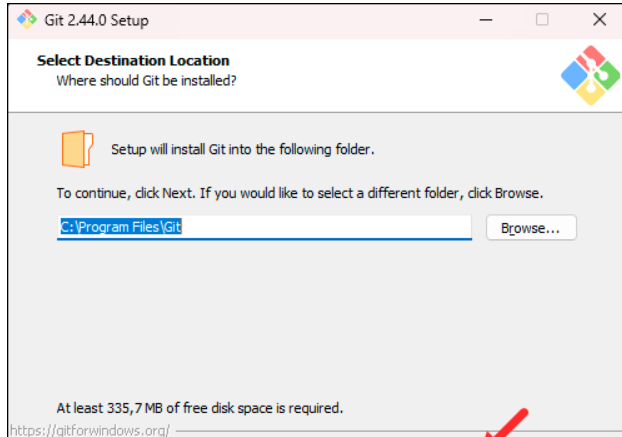 Git 2.44.0 Setup
Select Destination Location
Where should Git be installed?
Setup will install Git into the following folder.
To continue, click Next. If you would like to select a different folder, click Browse.
C:\Program Files\Git
Browse...
At least 335,7 MB of free disk space is required.
https://gitforwindows.org/